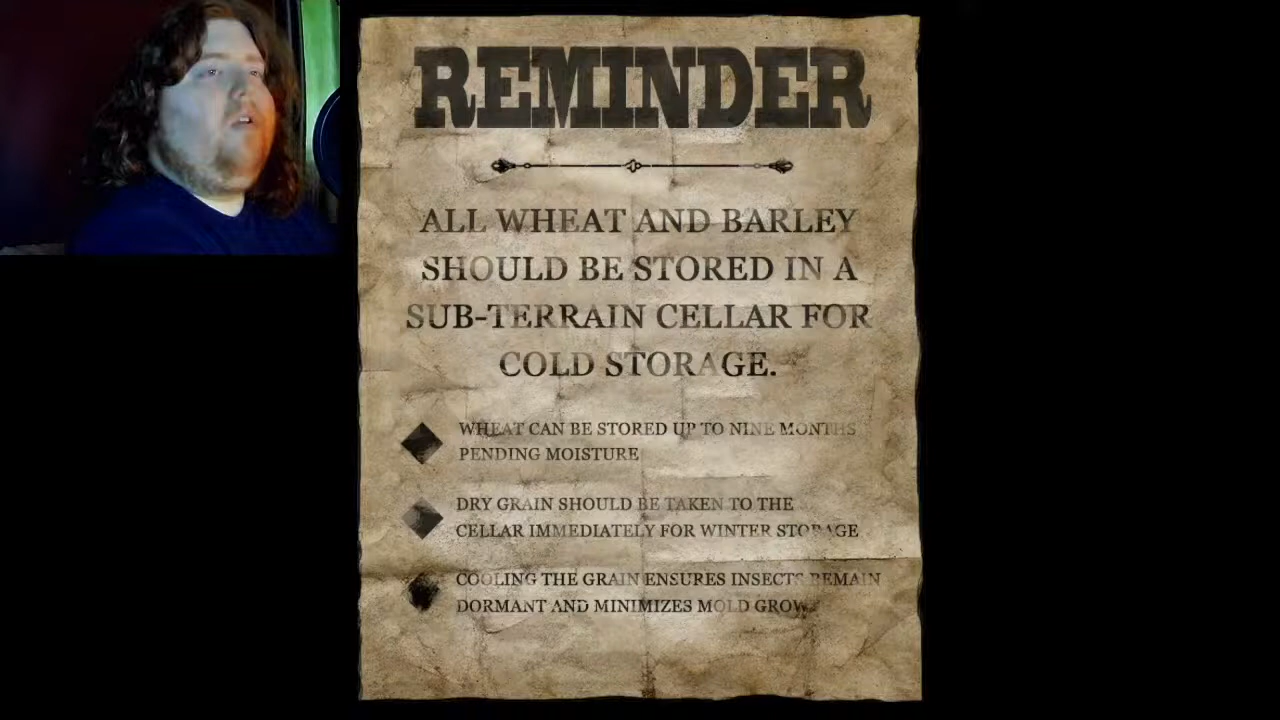 REMINDER
ALL WHEAT AND BARLEY
SHOULD BE STORED IN A
SUB-TERRAIN CELLAR FOR
COLD STORAGE.
WHEAT CAN BE STORED UP TO NINE MONTHS
PENDING MOISTURE
DRY GRAIN SHOULD BE TAKEN TO THE
CELLAR IMMEDIATELY FOR WINTER STORAGE
COOLING THE GRAIN ENSURES INSECTS REMAIN
DORMANT AND MINIMIZES MOLD